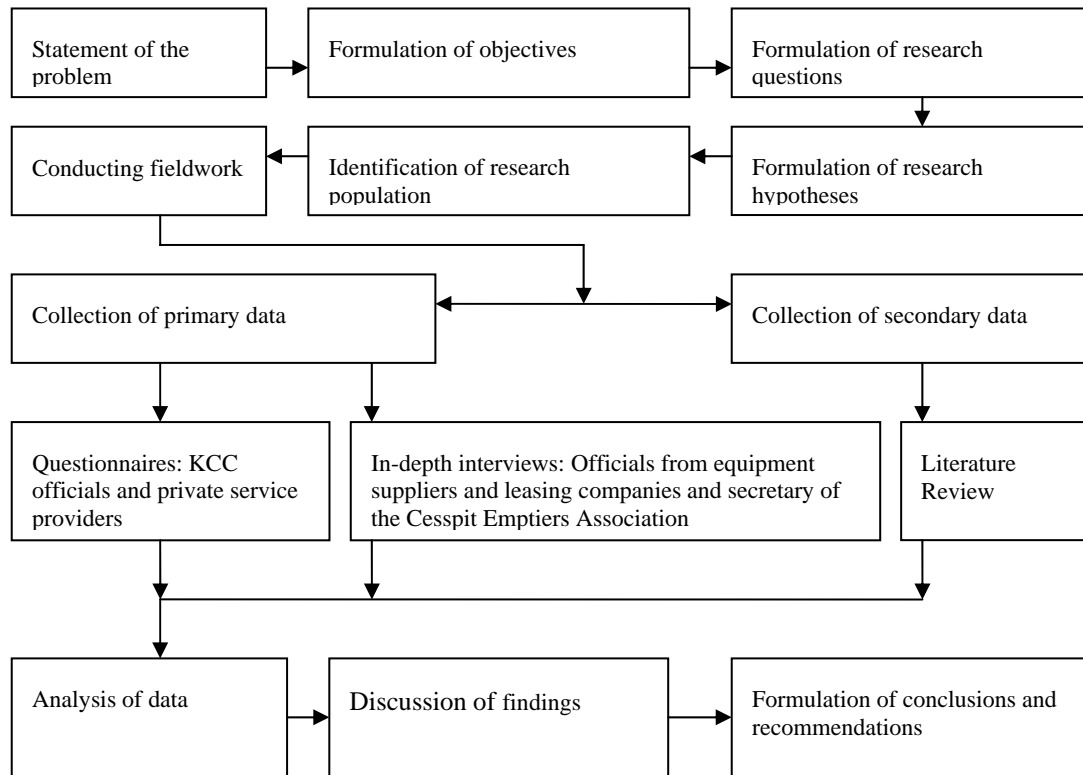 Statement of the
problem
Formulation of objectives
Formulation of research
questions
Conducting fieldwork
Identification of research
population
Formulation of research
hypotheses
Collection of primary data
Collection of secondary data
Questionnaires: KCC
officials and private service
providers
In-depth interviews: Officials from equipment
suppliers and leasing companies and secretary of
the Cesspit Emptiers Association
Literature
Review
Analysis of data
Discussion of findings
Formulation of conclusions and
recommendations